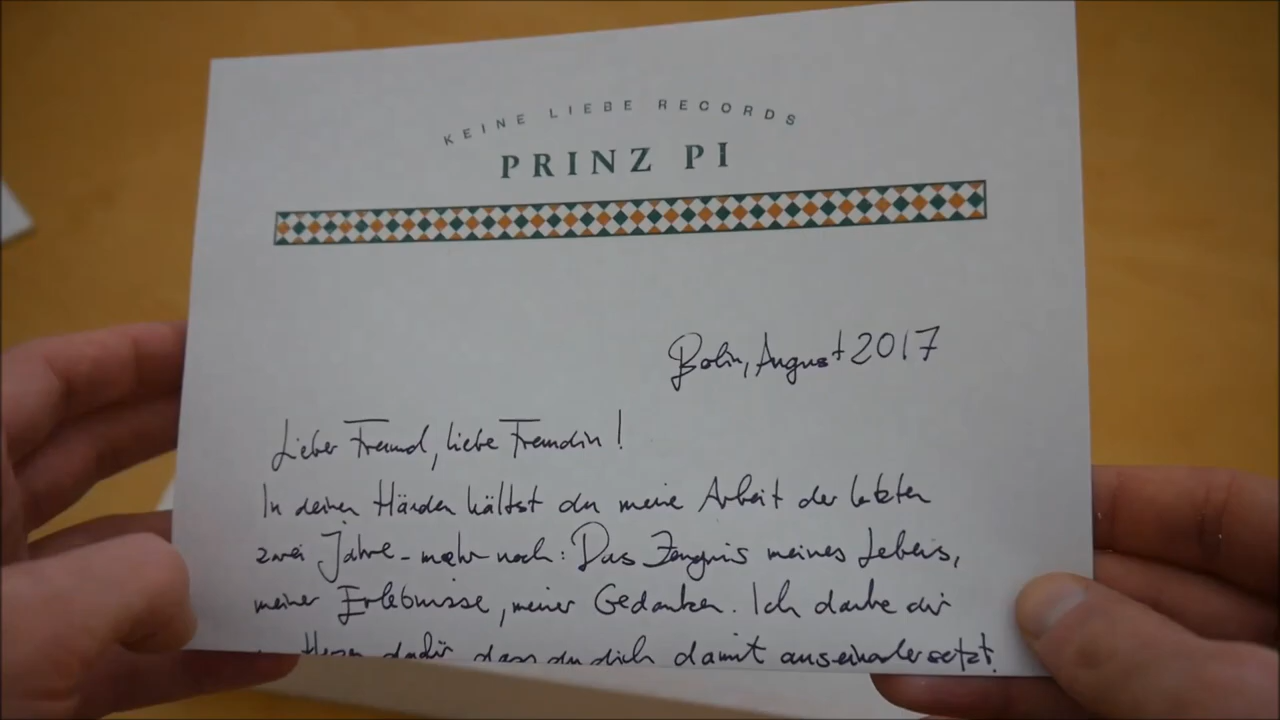 KEINE LIEBE RECORDS
PRINZ PI
Berlin, August 2017
Lieber Freund, liebe Freundin!
In deinen Händen hältst du meine Arbeit der letzten
zwei Jahre - mehr noch: Das Zeugnis meines Lebens,
meiner Erlebnisse, meiner Gedanken. Ich danke dir
Herzen dafür, dass du dich damit auseinandersetzt.